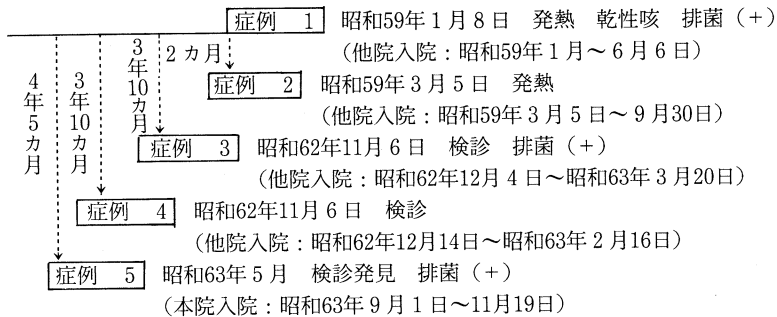 症例 1 昭和59年1月8日 発熱 乾性咳 排菌(+)
(他院入院:昭和59年1月~6月6日)
2カ月
症例 2 昭和59年3月5日 発熱
(他院入院:昭和59年3月5日~9月30日)
3年10カ月
症例 3 昭和62年11月6日 検診 排菌(+)
(他院入院:昭和62年12月4日~昭和63年3月20日)
3年10カ月
症例 4 昭和62年11月6日 検診
(他院入院:昭和62年12月14日~昭和63年2月16日)
4年5カ月
症例 5 昭和63年5月 検診発見 排菌(+)
(本院入院:昭和63年9月1日~11月19日)